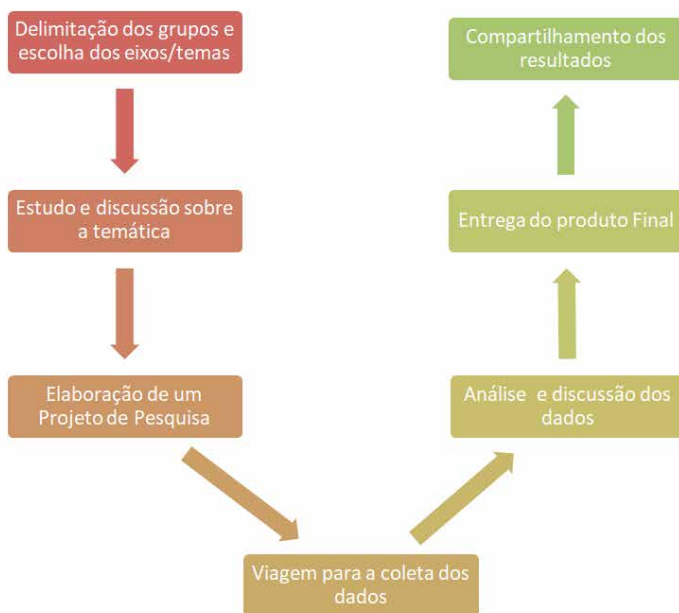 Delimitação dos grupos e
escolha dos eixos/temas
Estudo e discussão sobre
a temática
Elaboração de um
Projeto de Pesquisa
Viagem para a coleta dos
dados
Análise e discussão dos
dados
Entrega do produto Final
Compartilhamento dos
resultados